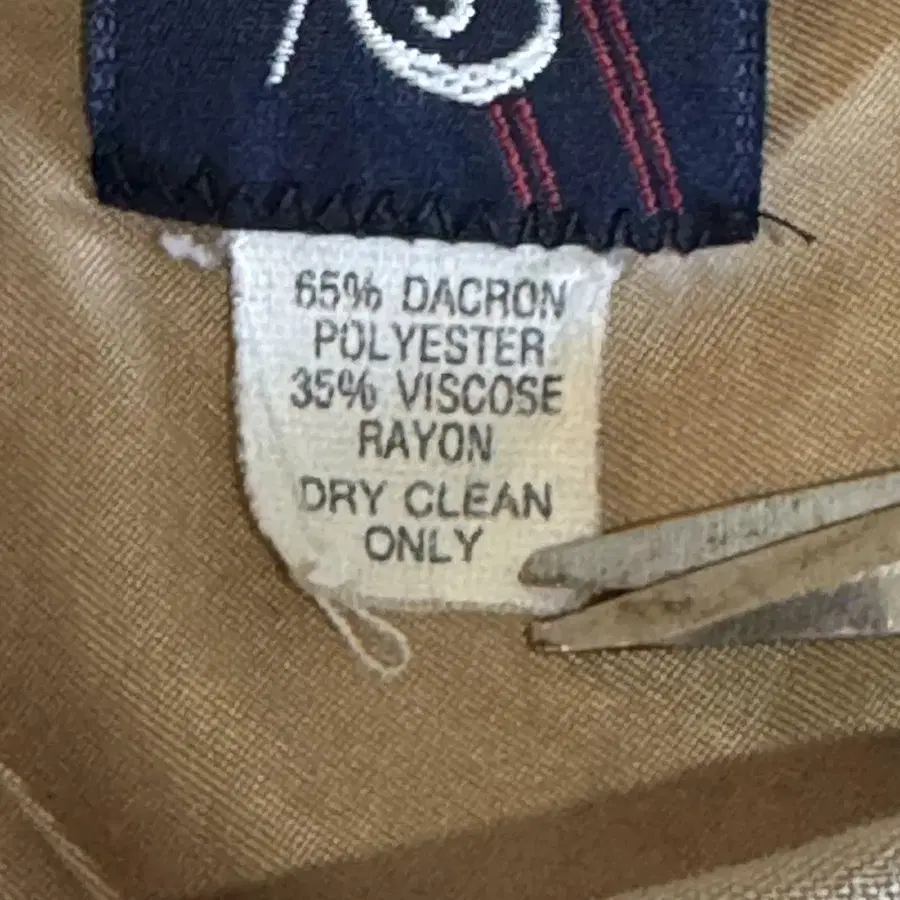 65% DACRON
POLYESTER
35% VISCOSE
RAYON
DRY CLEAN
ONLY